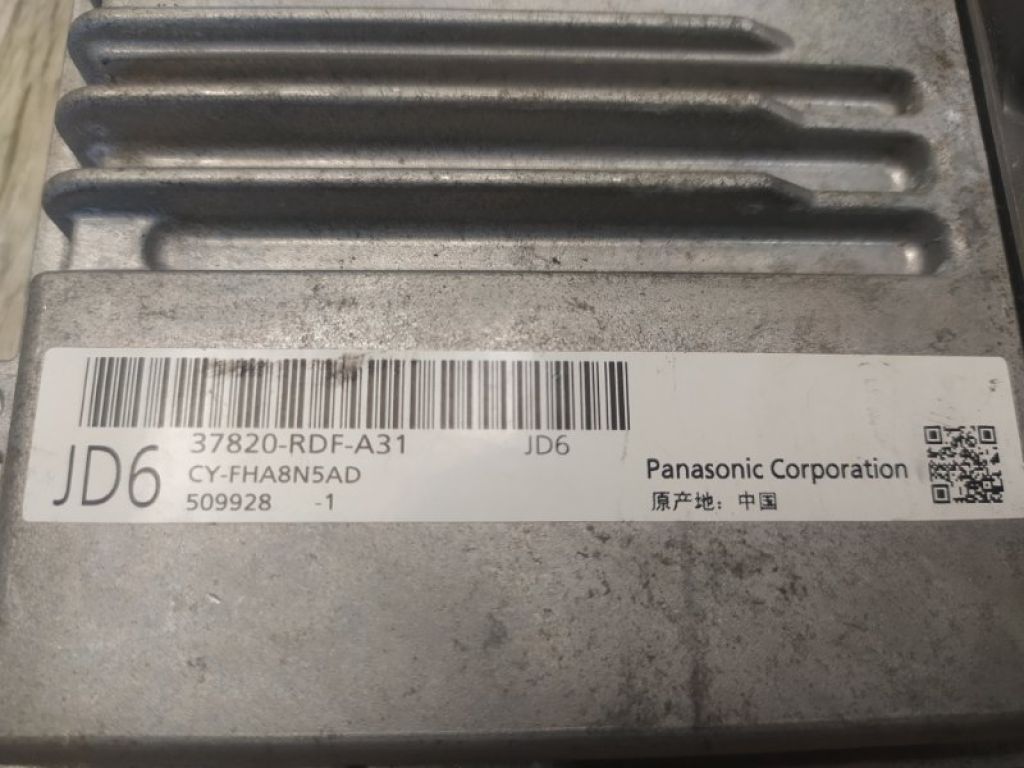 37820-RDF-A31 JD6
JD6
CY-FHA8N5AD
509928 -1
Panasonic Corporation
原产地：中国